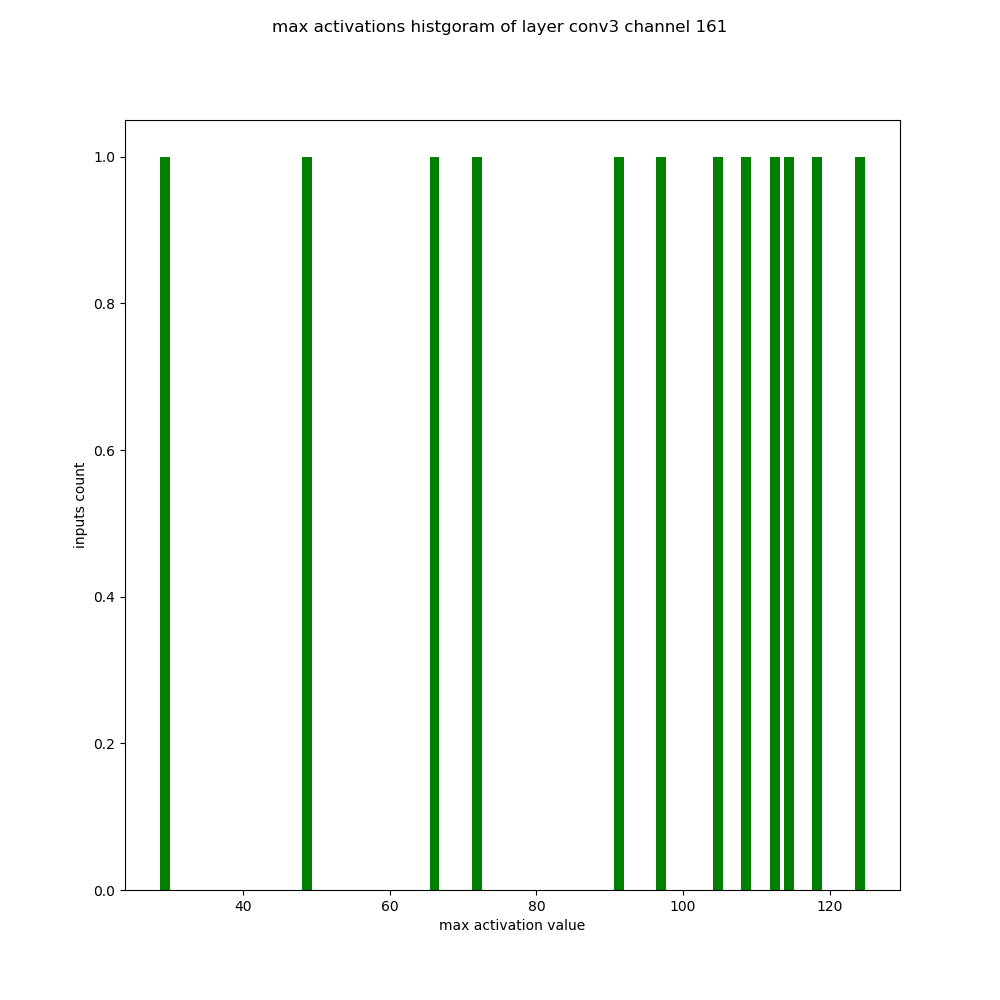 max activations histgoram of layer conv3 channel 161
1.0
0.8
0.6
0.4
0.2
0.0
inputs count
40 60 80 100 120
max activation value